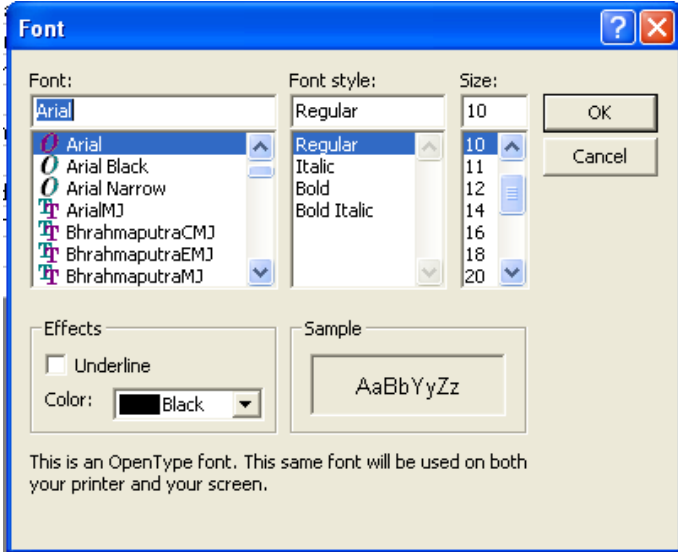 Font
Font: Font style: Size:
Arial Regular 10 OK
Arial Regular 10
Arial Black Italic 11 Cancel
Arial Narrow Bold 12
ArialMJ Bold Italic 14
BhrahmaputraCMJ 16
BhrahmaputraEMJ 18
BhrahmaputraMJ 20
Effects Sample
Underline
AaBbYyZz
Color: Black
This is an OpenType font. This same font will be used on both
your printer and your screen.